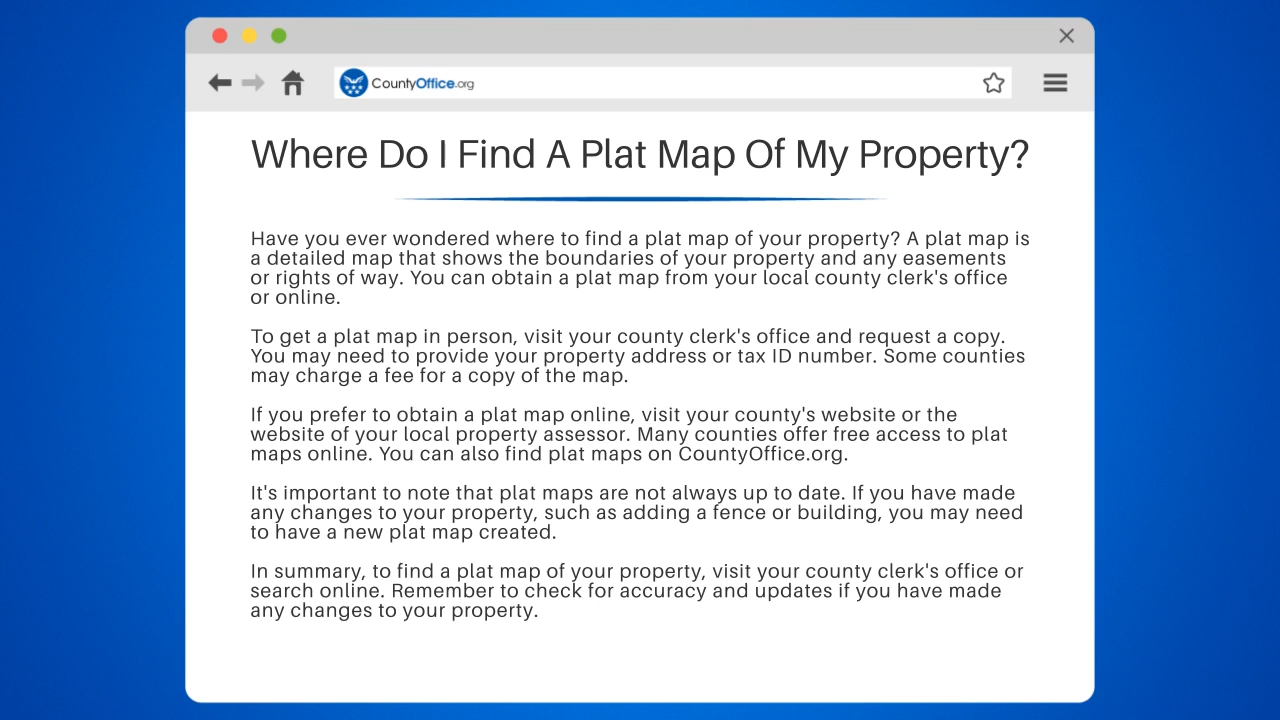 CountyOffice.org
Where Do I Find A Plat Map Of My Property?
Have you ever wondered where to find a plat map of your property? A plat map is
a detailed map that shows the boundaries of your property and any easements
or rights of way. You can obtain a plat map from your local county clerk's office
or online.
To get a plat map in person, visit your county clerk's office and request a copy.
You may need to provide your property address or tax ID number. Some counties
may charge a fee for a copy of the map.
If you prefer to obtain a plat map online, visit your county's website or the
website of your local property assessor. Many counties offer free access to plat
maps online. You can also find plat maps on CountyOffice.org.
It's important to note that plat maps are not always up to date. If you have made
any changes to your property, such as adding a fence or building, you may need
to have a new plat map created.
In summary, to find a plat map of your property, visit your county clerk's office or
search online. Remember to check for accuracy and updates if you have made
any changes to your property.